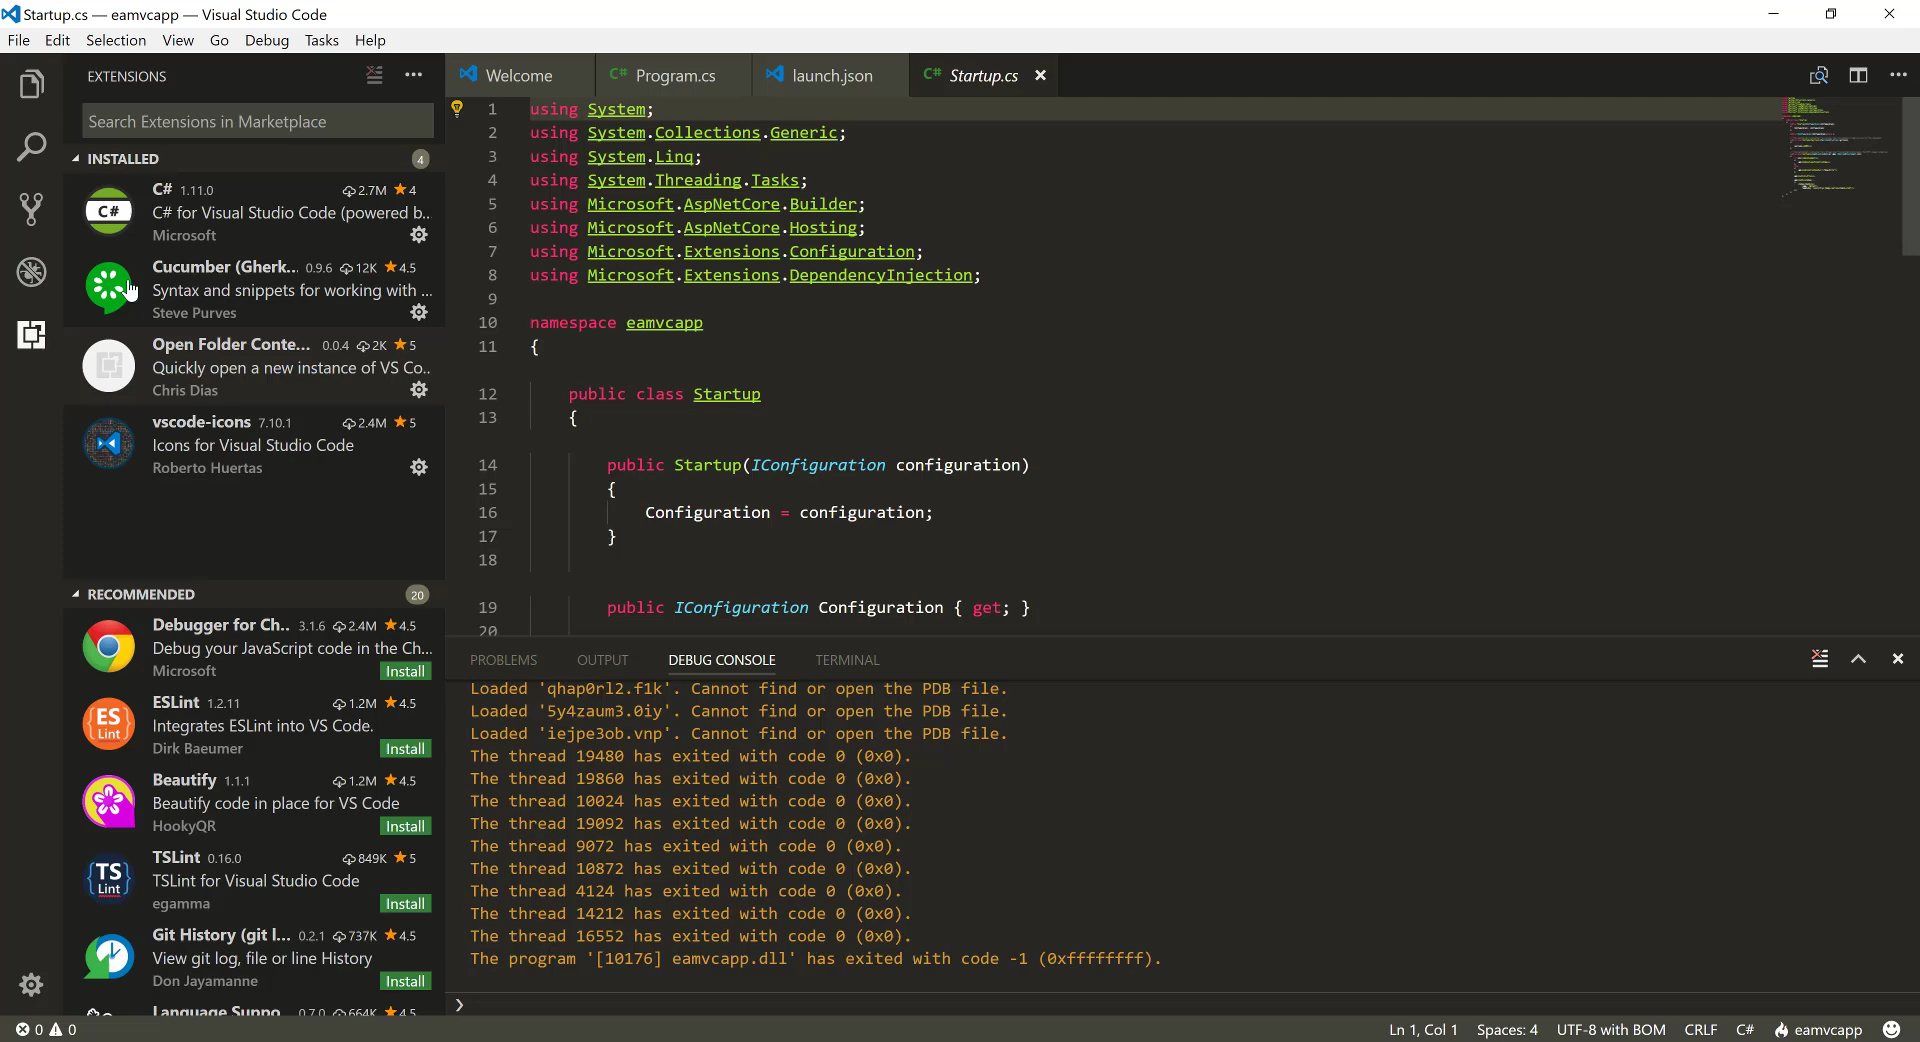 Startup.cs — eamvcapp — Visual Studio Code
File Edit Selection View Go Debug Tasks Help
EXTENSIONS
Search Extensions in Marketplace
INSTALLED 4
C# 1.11.0 2.7M 4
C#
C# for Visual Studio Code (powered b...
Microsoft
Cucumber (Gherk... 0.9.6 12K 4.5
Syntax and snippets for working with ...
Steve Purves
Open Folder Conte... 0.0.4 2K 5
Quickly open a new instance of VS Co...
Chris Dias
vscode-icons 7.10.1 2.4M 5
Icons for Visual Studio Code
Roberto Huertas
RECOMMENDED 20
Debugger for Ch... 3.1.6 2.4M 4.5
Debug your JavaScript code in the Ch...
Microsoft Install
ESLint 1.2.11 1.2M 4.5
{ES}
Lint
Integrates ESLint into VS Code.
Dirk Baeumer Install
Beautify 1.1.1 1.2M 4.5
Beautify code in place for VS Code
HookyQR Install
TSLint 0.16.0 849K 5
{TS}
Lint
TSLint for Visual Studio Code
egamma Install
Git History (git l... 0.2.1 737K 4.5
View git log, file or line History
Don Jayamanne Install
Language Suppo 0.7.0 664K 4.5
Welcome C# Program.cs launch.json C# Startup.cs
1 using System;
2 using System.Collections.Generic;
3 using System.Linq;
4 using System.Threading.Tasks;
5 using Microsoft.AspNetCore.Builder;
6 using Microsoft.AspNetCore.Hosting;
7 using Microsoft.Extensions.Configuration;
8 using Microsoft.Extensions.DependencyInjection;
9
10 namespace eamvcapp
11 {
12 public class Startup
13 {
14 public Startup(IConfiguration configuration)
15 {
16 Configuration = configuration;
17 }
18
19 public IConfiguration Configuration { get; }
20
PROBLEMS OUTPUT DEBUG CONSOLE TERMINAL
Loaded 'qhap0rl2.f1k'. Cannot find or open the PDB file.
Loaded '5y4zaum3.0iy'. Cannot find or open the PDB file.
Loaded 'iejpe3ob.vnp'. Cannot find or open the PDB file.
The thread 19480 has exited with code 0 (0x0).
The thread 19860 has exited with code 0 (0x0).
The thread 10024 has exited with code 0 (0x0).
The thread 19092 has exited with code 0 (0x0).
The thread 9072 has exited with code 0 (0x0).
The thread 10872 has exited with code 0 (0x0).
The thread 4124 has exited with code 0 (0x0).
The thread 14212 has exited with code 0 (0x0).
The thread 16552 has exited with code 0 (0x0).
The program '[10176] eamvcapp.dll' has exited with code -1 (0xffffffff).
0 0 Ln 1, Col 1 Spaces: 4 UTF-8 with BOM CRLF C# eamvcapp